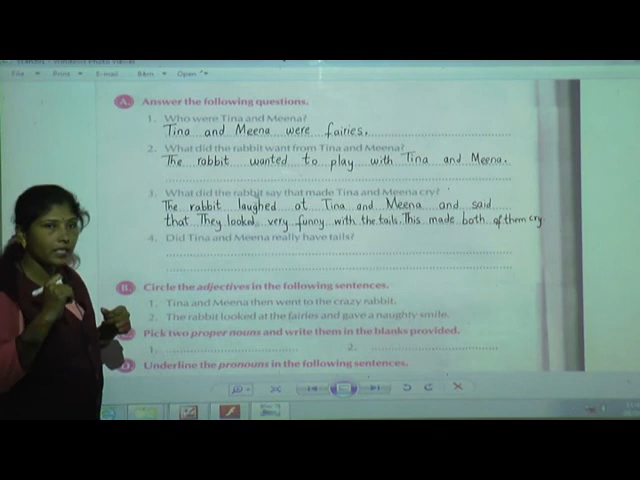 File Print E-mail Burn Open
A. Answer the following questions.
1. Who were Tina and Meena?
Tina and Meena were fairies.
2. What did the rabbit want from Tina and Meena?
The rabbit wanted to play with Tina and Meena.
3. What did the rabbit say that made Tina and Meena cry?
The rabbit laughed at Tina and Meena and said
that They looked very funny with the tails. This made both of them cry.
4. Did Tina and Meena really have tails?
B. Circle the adjectives in the following sentences.
1. Tina and Meena then went to the crazy rabbit.
2. The rabbit looked at the fairies and gave a naughty smile.
Pick two proper nouns and write them in the blanks provided.
1. 2.
D. Underline the pronouns in the following sentences.